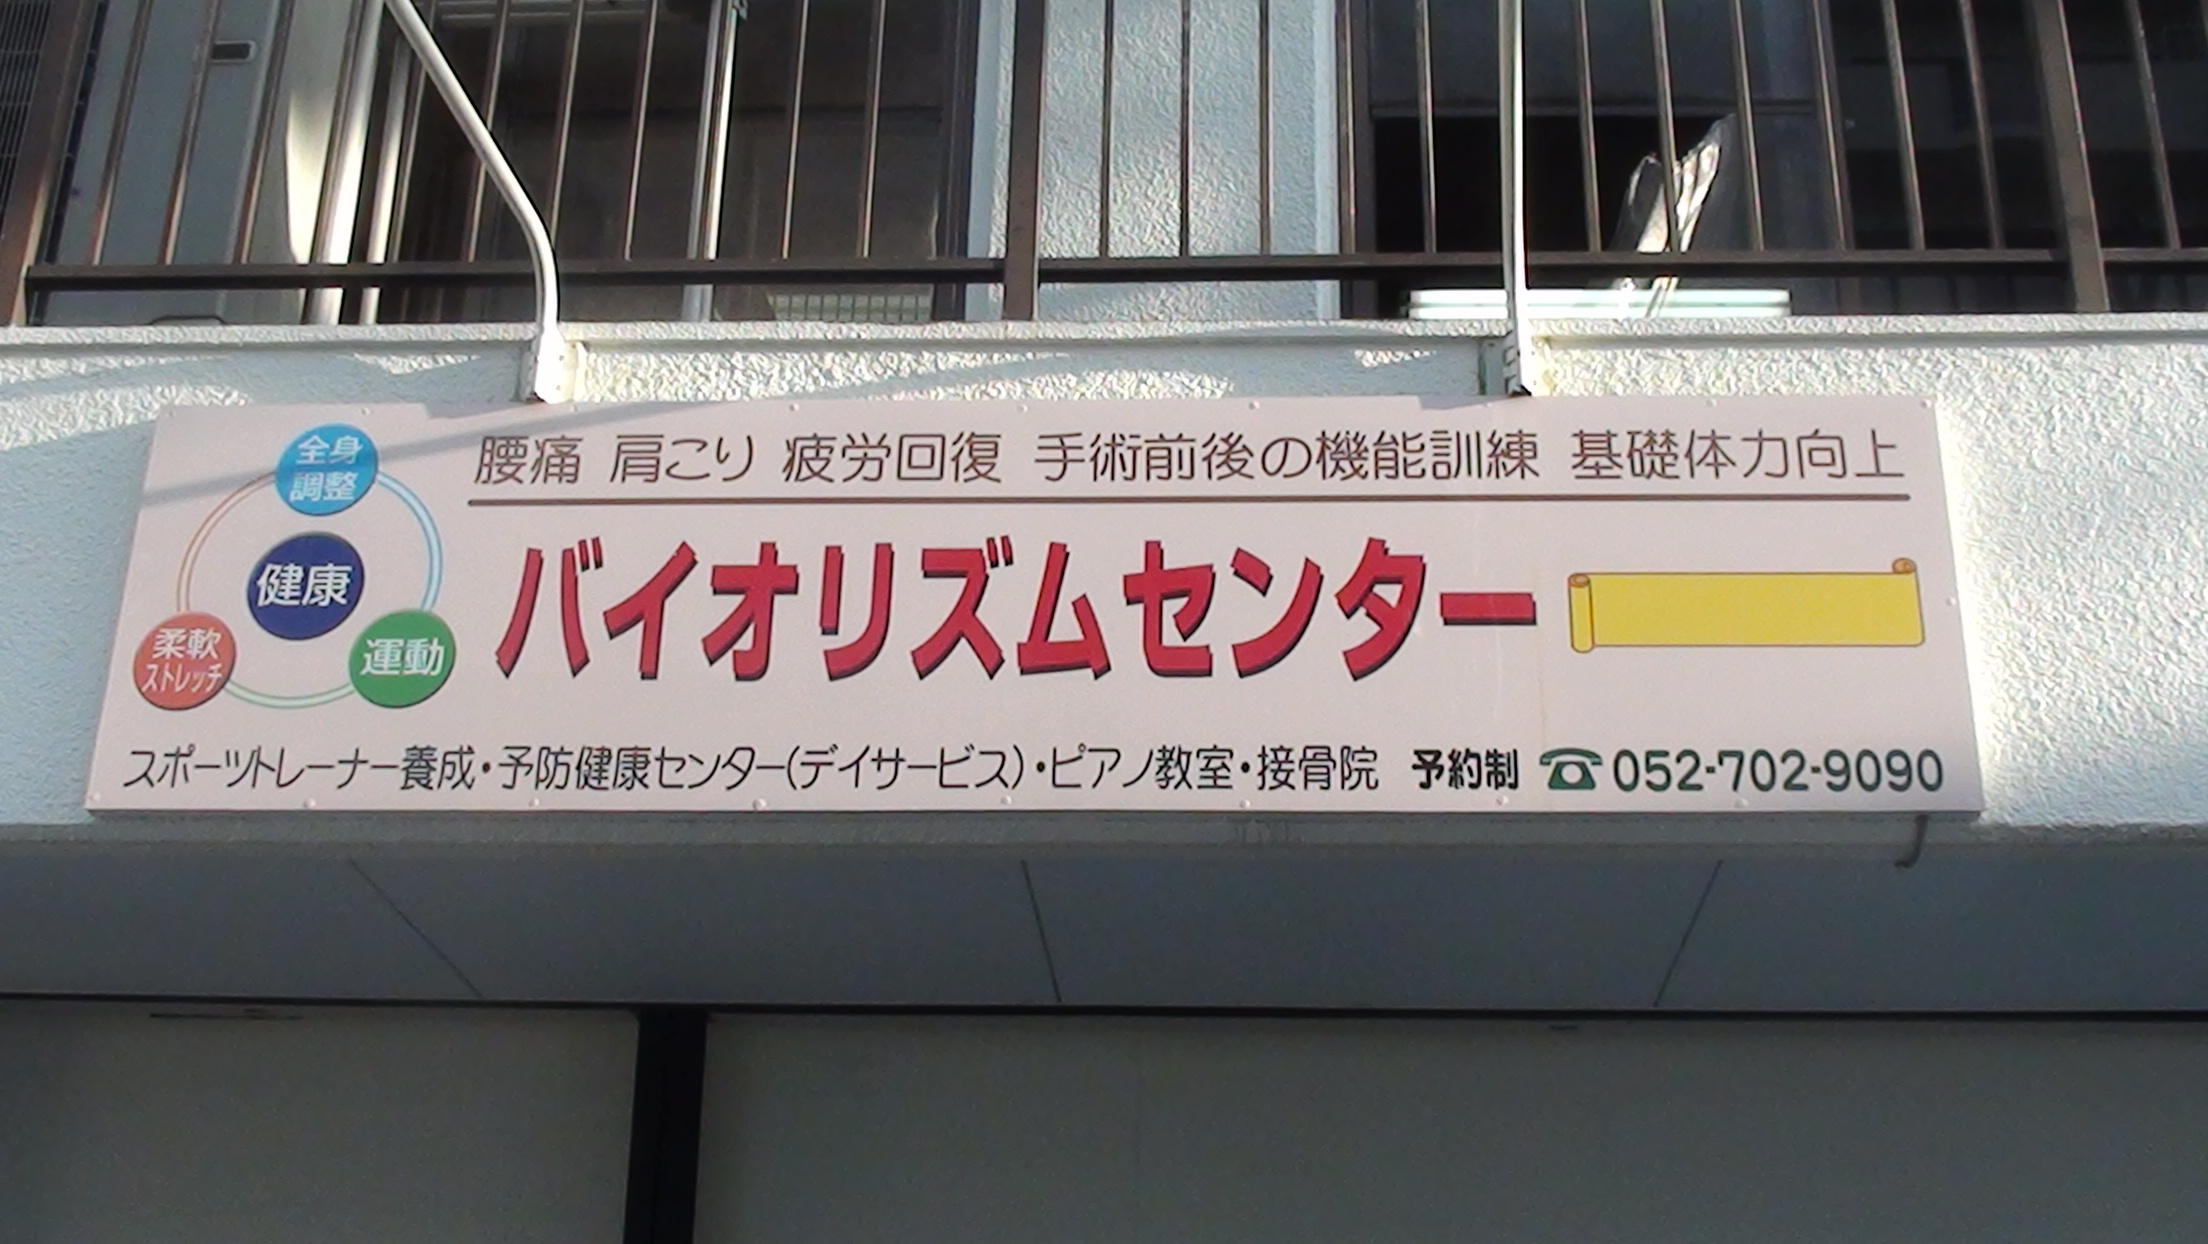 全身
調整
健康
柔軟
ストレッチ
運動
腰痛 肩こり 疲労回復 手術前後の機能訓練 基礎体力向上
バイオリズムセンター
スポーツトレーナー養成・予防健康センター(デイサービス)・ピアノ教室・接骨院 予約制 ☎052-702-9090